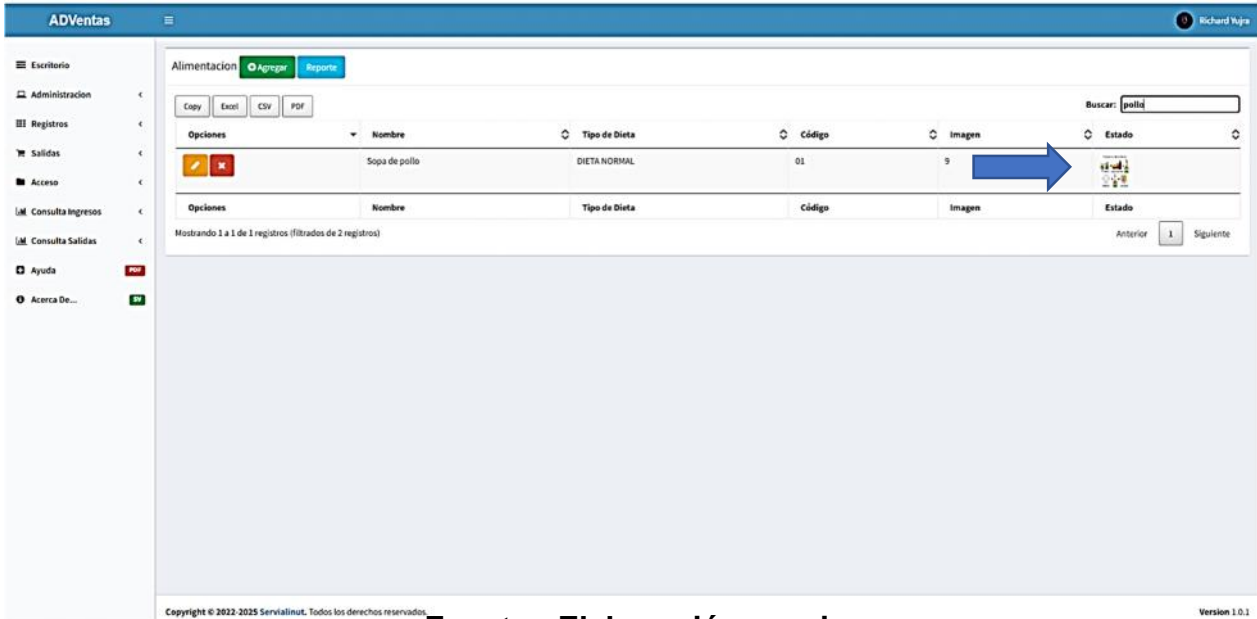 ADVentas
Richard Yujra
Escritorio
Administracion
Registros
Salidas
Acceso
Consulta Ingresos
Consulta Salidas
Ayuda PDF
Acerca De... SV
Alimentacion Agregar Reporte
Copy Excel CSV PDF
Buscar: pollo
Opciones Nombre Tipo de Dieta Código Imagen Estado
Sopa de pollo DIETA NORMAL 01 9
Opciones Nombre Tipo de Dieta Código Imagen Estado
Mostrando 1 a 1 de 1 registros (filtrados de 2 registros)
Anterior 1 Siguiente
Copyright © 2022-2025 Servialinut. Todos los derechos reservados.
Version 1.0.1